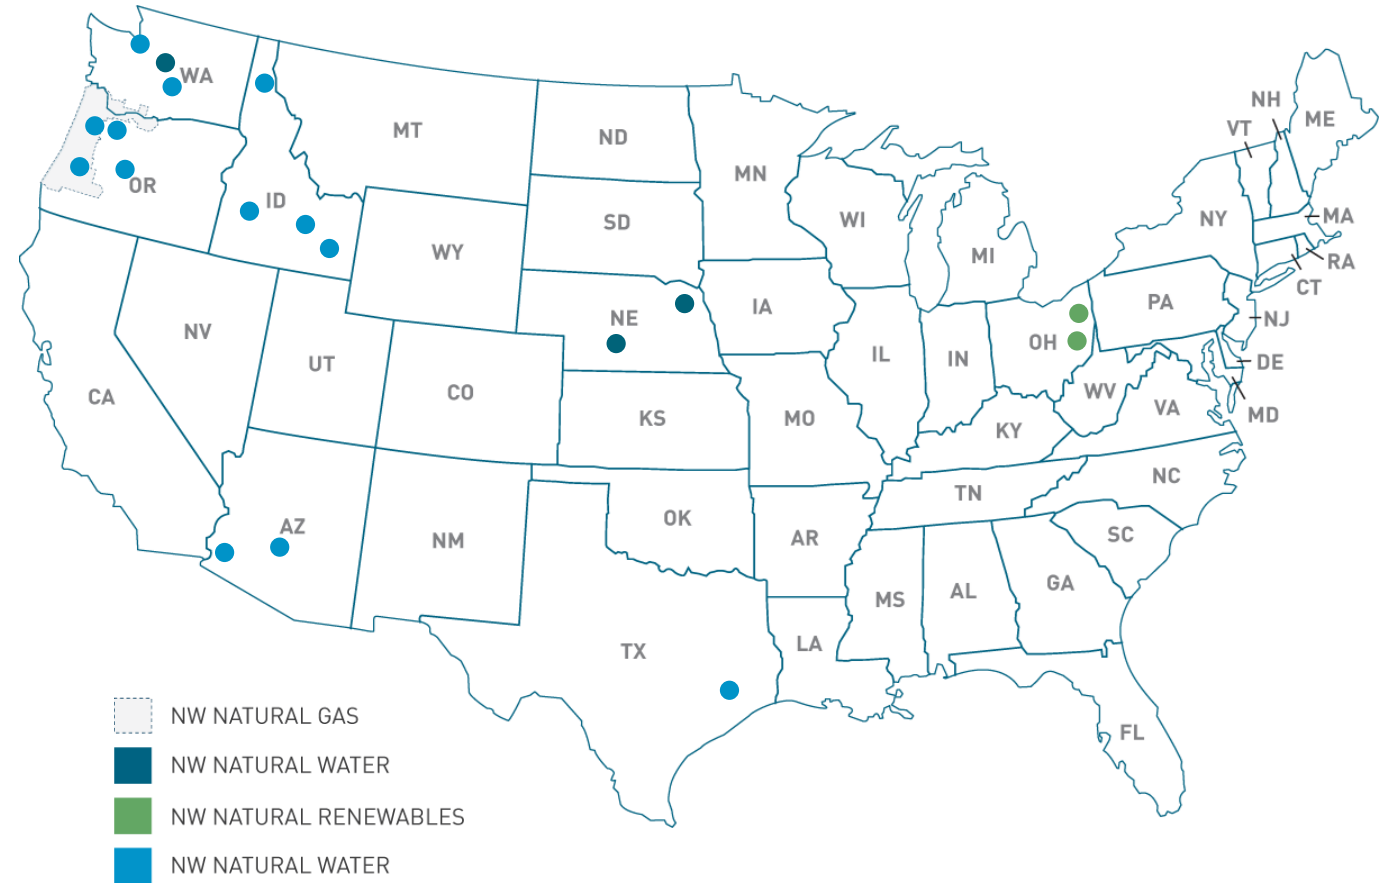 NH
ME
VT
WA
MT
ND
MN
OR
ID
SD
WI
NY
MA
WY
MI
RA
CT
NE
IA
PA
NJ
NV
UT
OH
IL
IN
DE
CA
CO
WV
VA
MD
KS
MO
KY
TN
NC
AZ
NM
OK
AR
SC
MS
AL
GA
TX
LA
FL
NW NATURAL GAS
NW NATURAL WATER
NW NATURAL RENEWABLES
NW NATURAL WATER